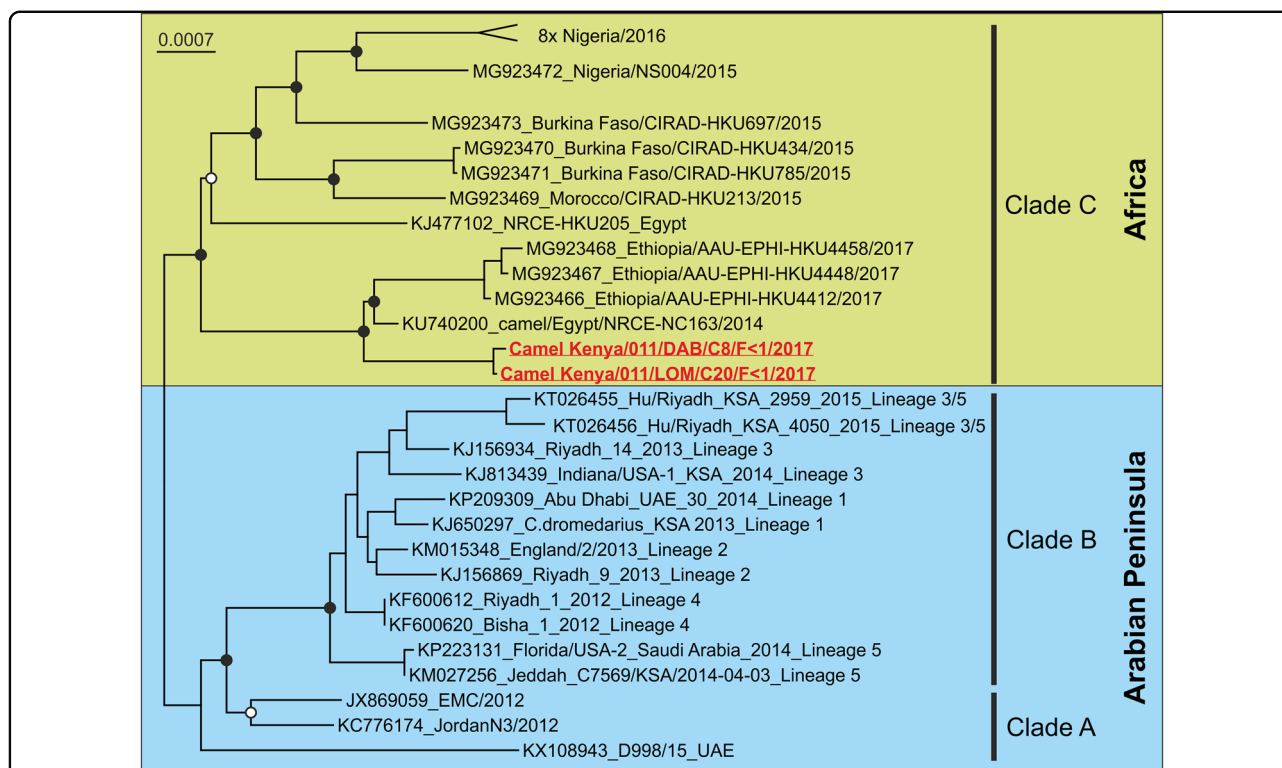 0.0007
8x Nigeria/2016
MG923472_Nigeria/NS004/2015
MG923473_Burkina Faso/CIRAD-HKU697/2015
MG923470_Burkina Faso/CIRAD-HKU434/2015
MG923471_Burkina Faso/CIRAD-HKU785/2015
MG923469_Morocco/CIRAD-HKU213/2015
KJ477102_NRCE-HKU205_Egypt
MG923468_Ethiopia/AAU-EPHI-HKU4458/2017
MG923467_Ethiopia/AAU-EPHI-HKU4448/2017
MG923466_Ethiopia/AAU-EPHI-HKU4412/2017
KU740200_camel/Egypt/NRCE-NC163/2014
Camel Kenya/011/DAB/C8/F<1/2017
Camel Kenya/011/LOM/C20/F<1/2017
Clade C
Africa
KT026455_Hu/Riyadh_KSA_2959_2015_Lineage 3/5
KT026456_Hu/Riyadh_KSA_4050_2015_Lineage 3/5
KJ156934_Riyadh_14_2013_Lineage 3
KJ813439_Indiana/USA-1_KSA_2014_Lineage 3
KP209309_Abu Dhabi_UAE_30_2014_Lineage 1
KJ650297_C.dromedarius_KSA 2013_Lineage 1
KM015348_England/2/2013_Lineage 2
KJ156869_Riyadh_9_2013_Lineage 2
KF600612_Riyadh_1_2012_Lineage 4
KF600620_Bisha_1_2012_Lineage 4
KP223131_Florida/USA-2_Saudi Arabia_2014_Lineage 5
KM027256_Jeddah_C7569/KSA/2014-04-03_Lineage 5
Clade B
JX869059_EMC/2012
KC776174_JordanN3/2012
KX108943_D998/15_UAE
Clade A
Arabian Peninsula